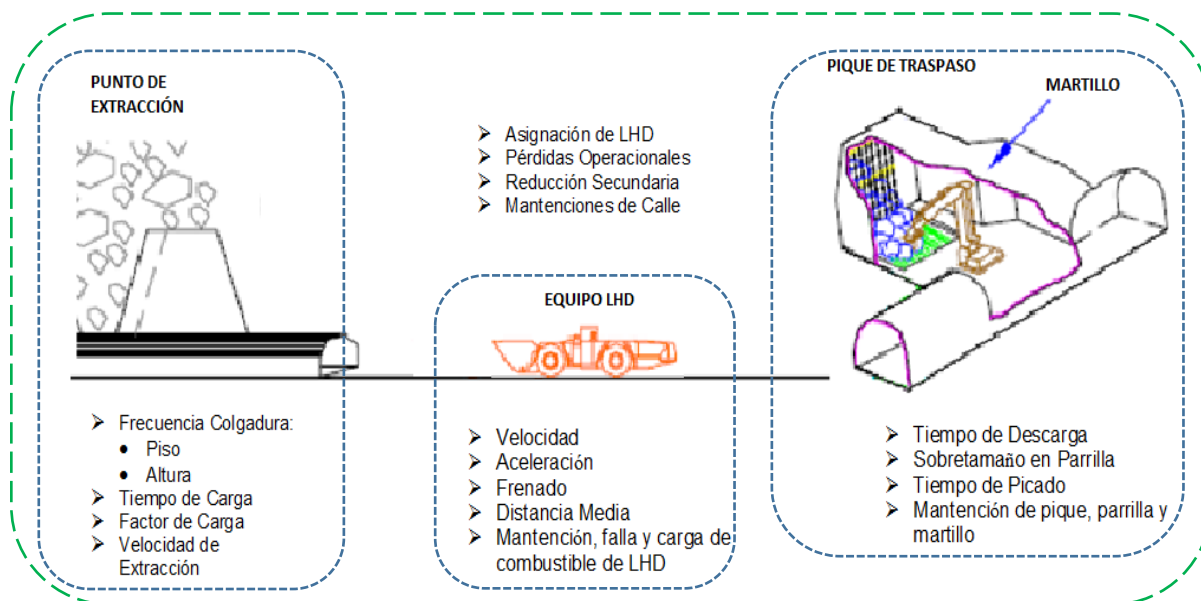 PUNTO DE
EXTRACCIÓN
➢ Frecuencia Colgadura:
• Piso
• Altura
➢ Tiempo de Carga
➢ Factor de Carga
➢ Velocidad de
Extracción
➢ Asignación de LHD
➢ Pérdidas Operacionales
➢ Reducción Secundaria
➢ Mantenciones de Calle
EQUIPO LHD
➢ Velocidad
➢ Aceleración
➢ Frenado
➢ Distancia Media
➢ Mantención, falla y carga de
combustible de LHD
PIQUE DE TRASPASO
MARTILLO
➢ Tiempo de Descarga
➢ Sobretamaño en Parrilla
➢ Tiempo de Picado
➢ Mantención de pique, parrilla y
martillo